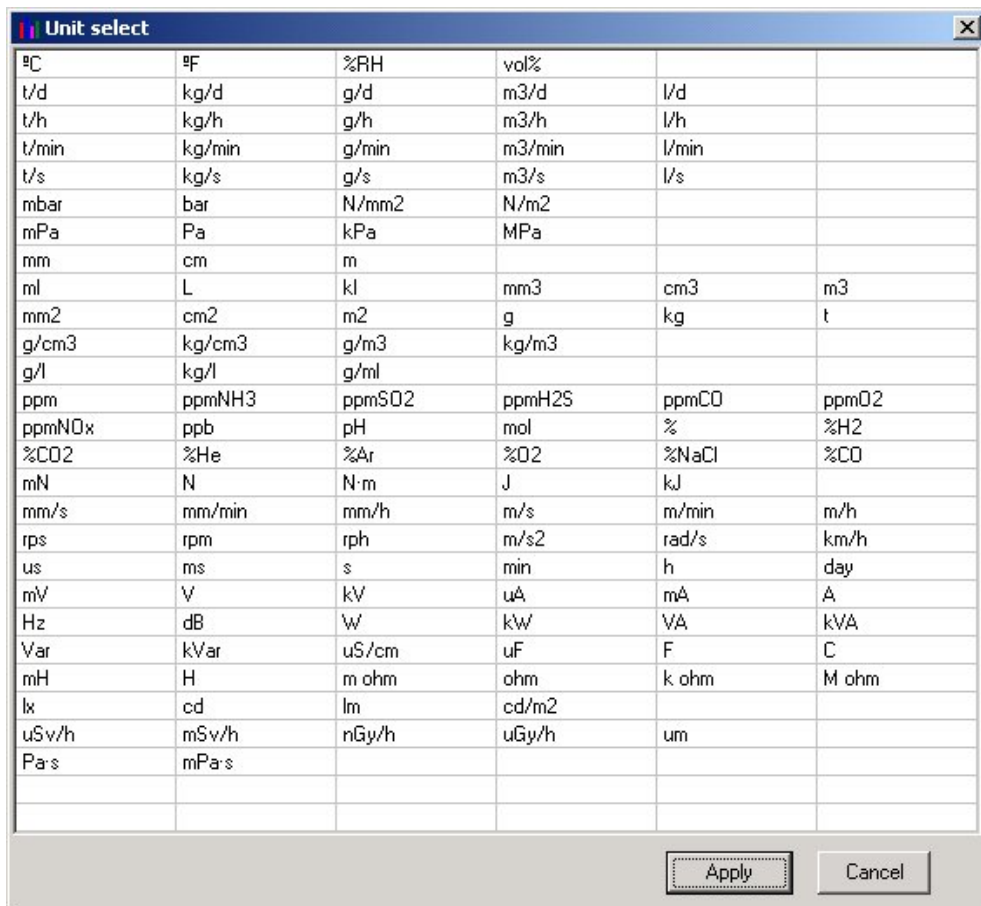 Unit select
ºC ºF %RH vol%
t/d kg/d g/d m3/d l/d
t/h kg/h g/h m3/h l/h
t/min kg/min g/min m3/min l/min
t/s kg/s g/s m3/s l/s
mbar bar N/mm2 N/m2
mPa Pa kPa MPa
mm cm m
ml L kl mm3 cm3 m3
mm2 cm2 m2 g kg t
g/cm3 kg/cm3 g/m3 kg/m3
g/l kg/l g/ml
ppm ppmNH3 ppmSO2 ppmH2S ppmCO ppmO2
ppmNOx ppb pH mol % %H2
%CO2 %He %Ar %O2 %NaCl %CO
mN N N·m J kJ
mm/s mm/min mm/h m/s m/min m/h
rps rpm rph m/s2 rad/s km/h
us ms s min h day
mV V kV uA mA A
Hz dB W kW VA kVA
Var kVar uS/cm uF F C
mH H m ohm ohm k ohm M ohm
lx cd lm cd/m2
uSv/h mSv/h nGy/h uGy/h um
Pa·s mPa·s
Apply Cancel